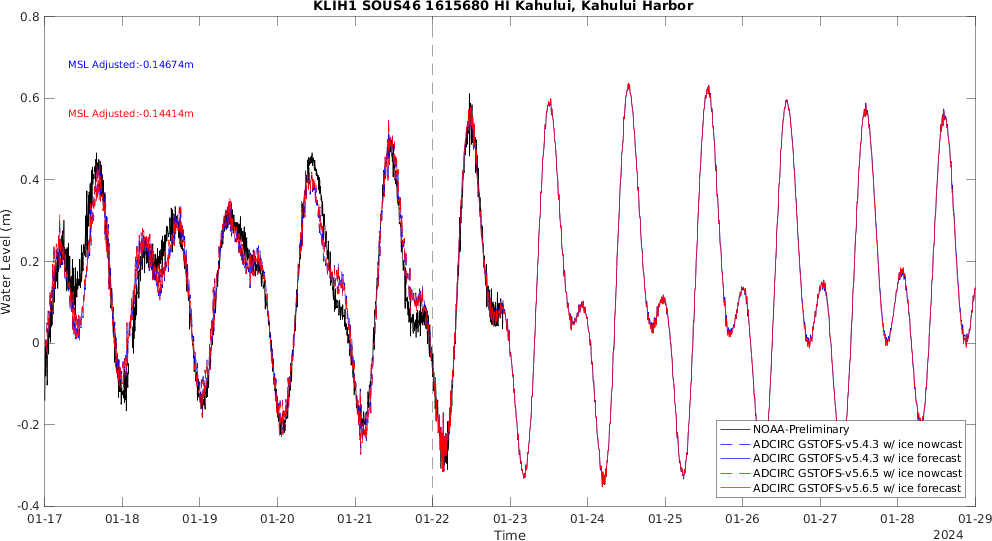 KLIH1 SOUS46 1615680 HI Kahului, Kahului Harbor
MSL Adjusted:-0.14674m
MSL Adjusted:-0.14414m
0.8
0.6
0.4
0.2
0
-0.2
-0.4
Water Level (m)
NOAA-Preliminary
ADCIRC GSTOFS-v5.4.3 w/ ice nowcast
ADCIRC GSTOFS-v5.4.3 w/ ice forecast
ADCIRC GSTOFS-v5.6.5 w/ ice nowcast
ADCIRC GSTOFS-v5.6.5 w/ ice forecast
01-17 01-18 01-19 01-20 01-21 01-22 01-23 01-24 01-25 01-26 01-27 01-28 01-29
Time
2024